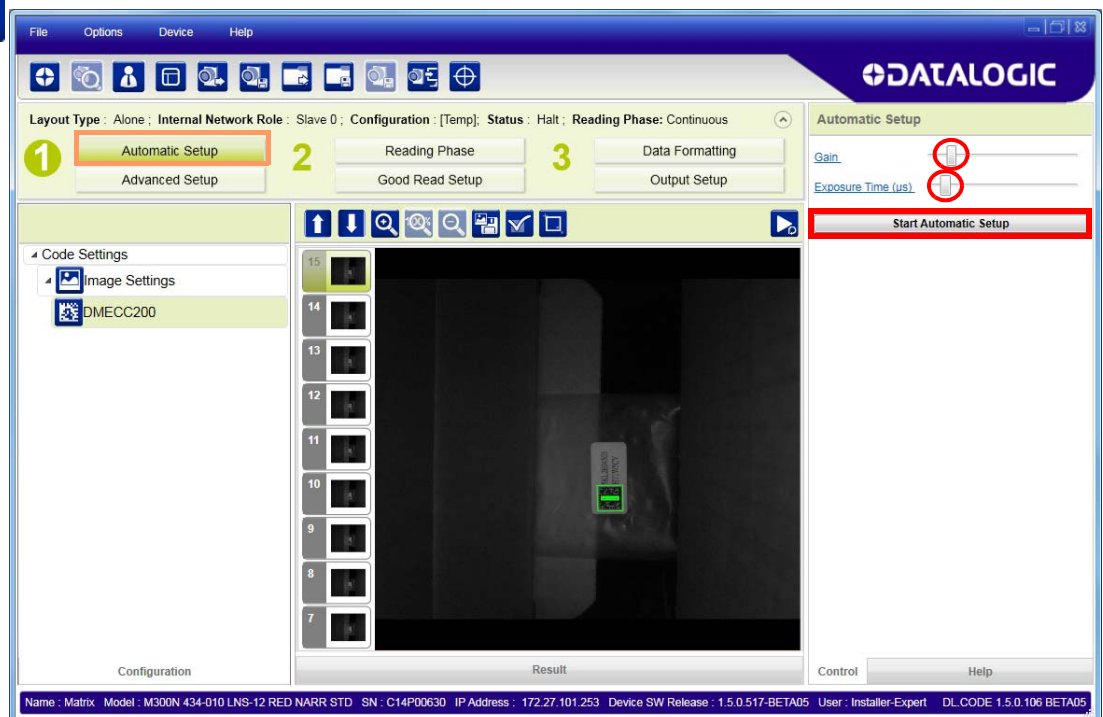 File Options Device Help
DATALOGIC
Layout Type : Alone ; Internal Network Role : Slave 0 ; Configuration : [Temp]; Status : Halt ; Reading Phase: Continuous
Automatic Setup
1 Automatic Setup 2 Reading Phase 3 Data Formatting
Advanced Setup Good Read Setup Output Setup
Gain
Exposure Time (µs)
Start Automatic Setup
100%
Code Settings
Image Settings
DMECC200
15
14
13
12
11
10
9
8
7
Configuration Result Control Help
Name : Matrix Model : M300N 434-010 LNS-12 RED NARR STD SN : C14P00630 IP Address : 172.27.101.253 Device SW Release : 1.5.0.517-BETA05 User : Installer-Expert DL.CODE 1.5.0.106 BETA05